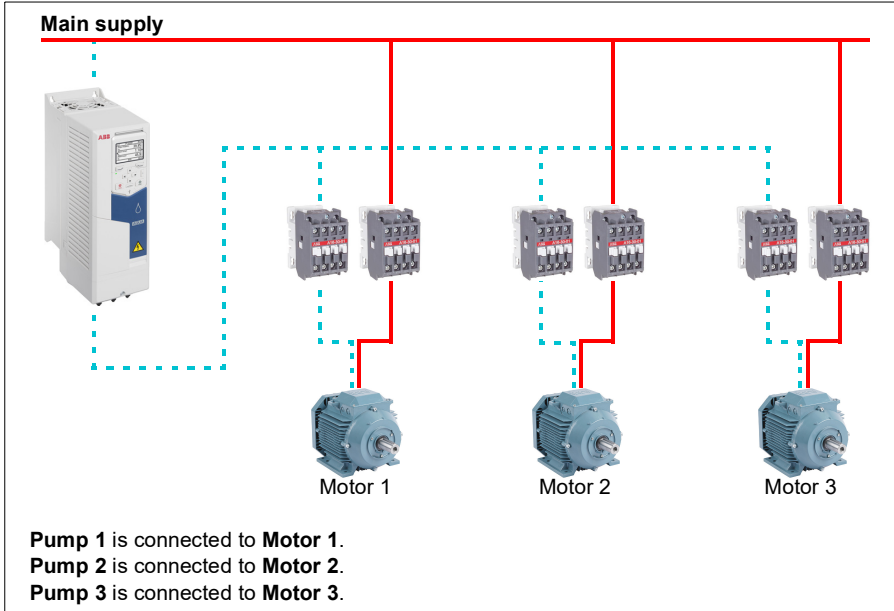 Main supply
ABB
Motor 1
Motor 2
Motor 3
Pump 1 is connected to Motor 1.
Pump 2 is connected to Motor 2.
Pump 3 is connected to Motor 3.